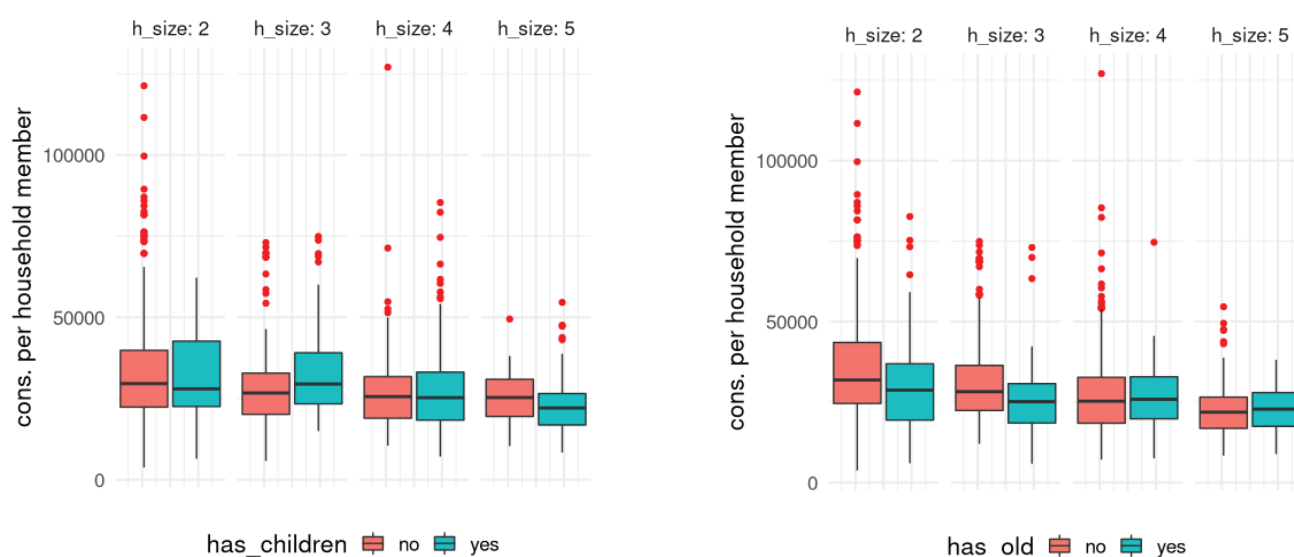 h_size: 2 h_size: 3 h_size: 4 h_size: 5
cons. per household member
100000
50000
0
has_children no yes
h_size: 2 h_size: 3 h_size: 4 h_size: 5
cons. per household member
100000
50000
0
has_old no yes